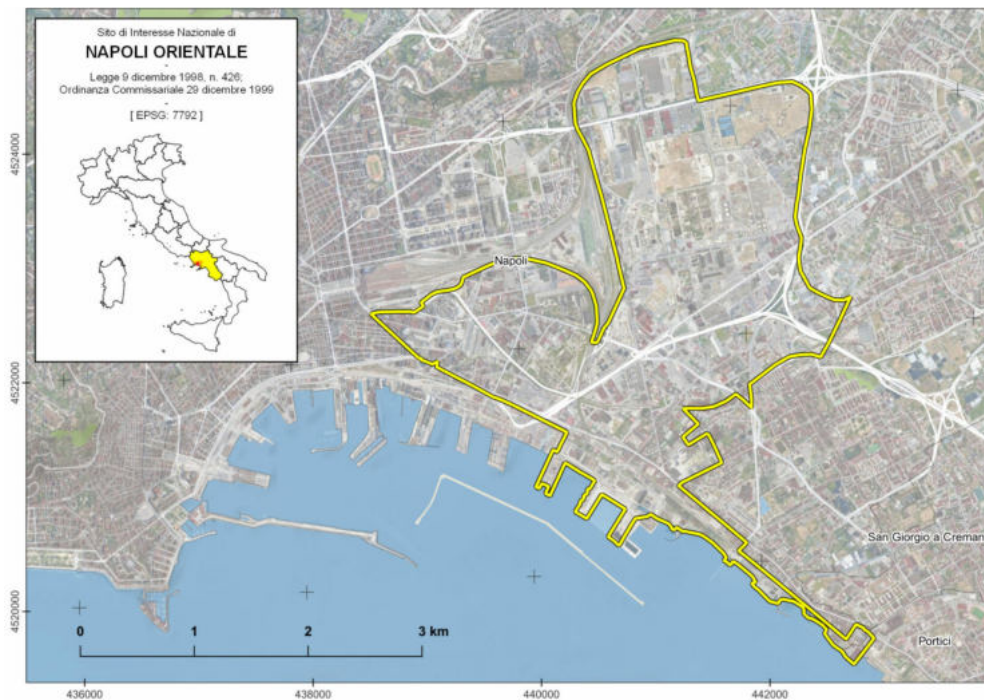 Sito di Interesse Nazionale di
NAPOLI ORIENTALE
-
Legge 9 dicembre 1998, n. 426;
Ordinanza Commissariale 29 dicembre 1999
-
[ EPSG: 7792 ]
4524000
4522000
4520000
Napoli
San Giorgio a Creman
Portici
0 1 2 3 km
436000 438000 440000 442000